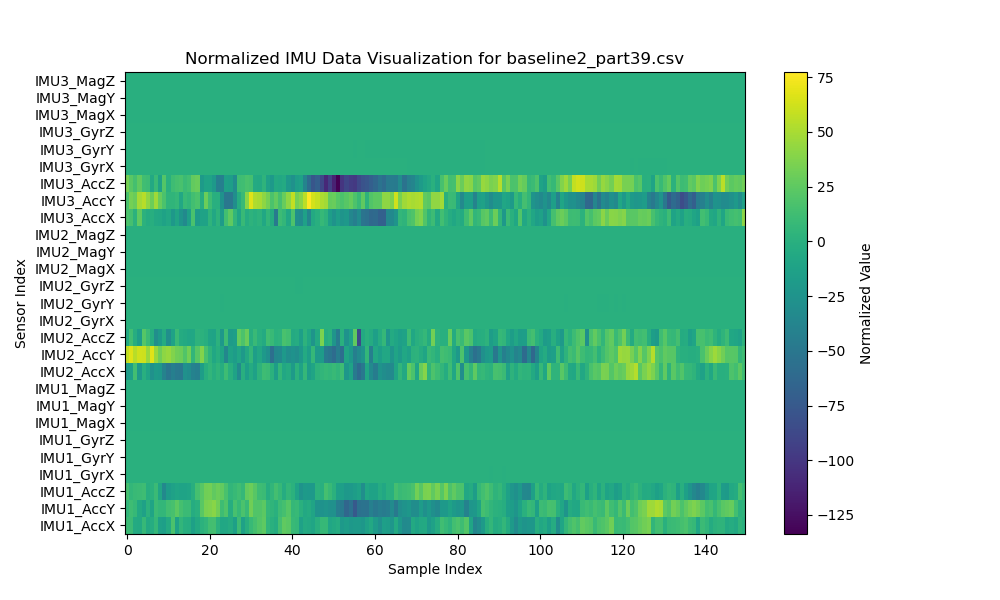 Normalized IMU Data Visualization for baseline2_part39.csv
IMU3_MagZ
IMU3_MagY
IMU3_MagX
IMU3_GyrZ
IMU3_GyrY
IMU3_GyrX
IMU3_AccZ
IMU3_AccY
IMU3_AccX
IMU2_MagZ
IMU2_MagY
IMU2_MagX
IMU2_GyrZ
IMU2_GyrY
IMU2_GyrX
IMU2_AccZ
IMU2_AccY
IMU2_AccX
IMU1_MagZ
IMU1_MagY
IMU1_MagX
IMU1_GyrZ
IMU1_GyrY
IMU1_GyrX
IMU1_AccZ
IMU1_AccY
IMU1_AccX
Sensor Index
0 20 40 60 80 100 120 140
Sample Index
75
50
25
0
−25
−50
−75
−100
−125
Normalized Value